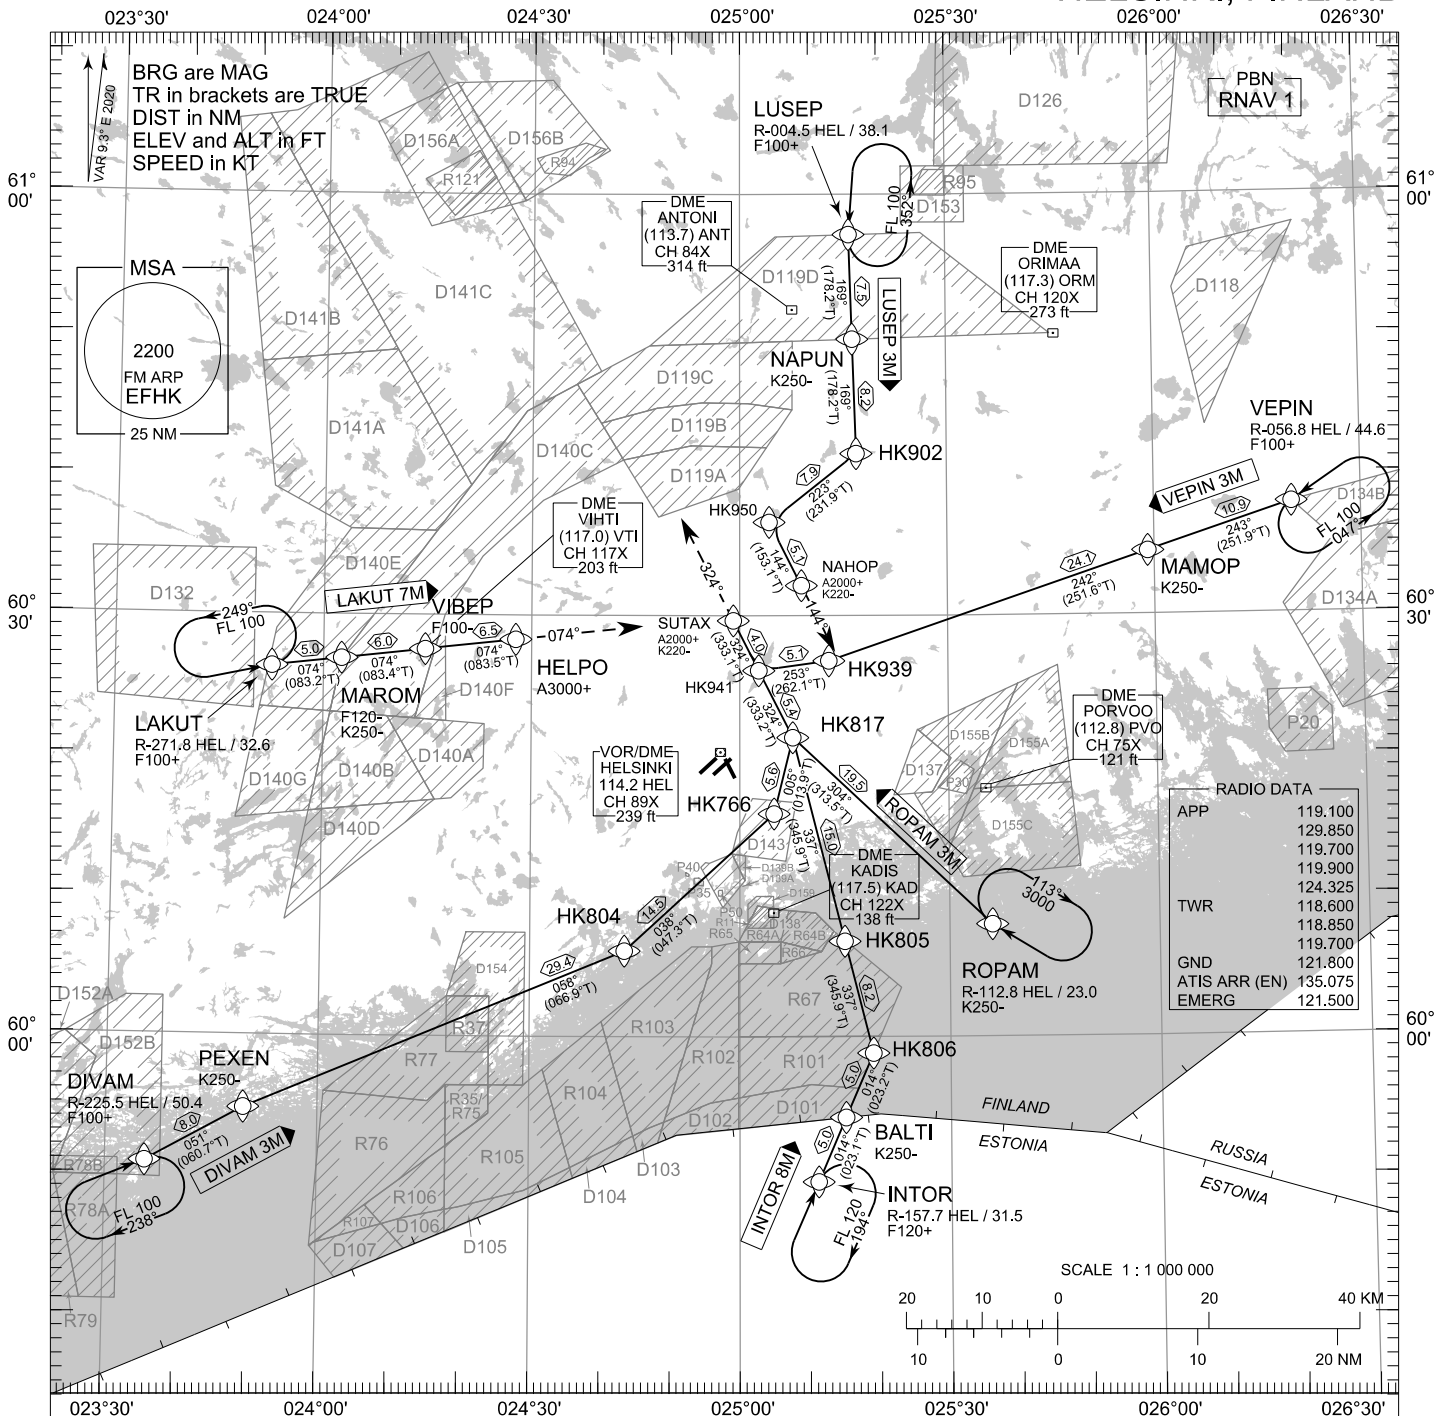 023°30'
024°00'
024°30'
025°00'
025°30'
026°00'
026°30'
BRG are MAG
TR in brackets are TRUE
DIST in NM
ELEV and ALT in FT
SPEED in KT
VAR 9.3° E 2020
PBN
RNAV 1
61°
00'
61°
00'
MSA
2200
FM ARP
EFHK
25 NM
D156A
D156B
R94
R121
D126
R95
D153
LUSEP
R-004.5 HEL / 38.1
F100+
FL 100
352°
DME
ANTONI
(113.7) ANT
CH 84X
314 ft
DME
ORIMAA
(117.3) ORM
CH 120X
273 ft
D119D
D118
D141C
D141B
D141A
169°
(178.2°T)
7.5
LUSEP 3M
NAPUN
K250-
169°
(178.2°T)
8.2
D119C
D119B
D119A
D140C
HK902
7.9
223°
(231.9°T)
HK950
5.1
144°
(153.1°T)
NAHOP
A2000+
K220-
144°
VEPIN
R-056.8 HEL / 44.6
F100+
VEPIN 3M
FL 100
047°
D134B
D134A
10.9
243°
(251.9°T)
MAMOP
K250-
24.1
242°
(251.6°T)
DME
VIHTI
(117.0) VTI
CH 117X
203 ft
D140E
D132
60°
30'
60°
30'
LAKUT 7M
249°
FL 100
LAKUT
R-271.8 HEL / 32.6
F100+
5.0
074°
(083.2°T)
MAROM
F120-
K250-
6.0
074°
(083.4°T)
VIBEP
F100-
6.5
074°
(083.5°T)
HELPO
A3000+
074°
324°
SUTAX
A2000+
K220-
4.0
324°
(333.1°T)
HK941
5.1
253°
(262.1°T)
HK939
5.4
324°
(333.2°T)
HK817
D140F
D140A
D140B
D140G
D140D
VOR/DME
HELSINKI
114.2 HEL
CH 89X
239 ft
HK766
5.6
005°
(013.9°T)
15.0
337°
(345.9°T)
19.5
304°
(313.5°T)
ROPAM 3M
D155B
D155A
D137
P30
D155C
DME
PORVOO
(112.8) PVO
CH 75X
121 ft
P20
RADIO DATA
APP 119.100
129.850
119.700
119.900
124.325
TWR 118.600
118.850
119.700
GND 121.800
ATIS ARR (EN) 135.075
EMERG 121.500
D143
P40
P35
D139B
D139A
D159
P50
R11
R65
R64A
D138
R64B
R66
DME
KADIS
(117.5) KAD
CH 122X
138 ft
113°
3000
ROPAM
R-112.8 HEL / 23.0
K250-
HK804
14.5
038°
(047.3°T)
HK805
8.2
337°
(345.9°T)
29.4
058°
(066.9°T)
D154
D152A
D152B
R37
R77
R67
R103
R102
R101
60°
00'
60°
00'
HK806
PEXEN
K250-
DIVAM
R-225.5 HEL / 50.4
F100+
8.0
051°
(060.7°T)
DIVAM 3M
FL 100
238°
R78B
R78A
R79
R35/
R75
R76
R104
R105
R106
R107
D101
D102
D103
D104
D105
D106
D107
5.0
014°
(023.2°T)
BALTI
K250-
FINLAND
ESTONIA
RUSSIA
ESTONIA
5.0
014°
(023.1°T)
INTOR 8M
INTOR
R-157.7 HEL / 31.5
F120+
FL 120
194°
SCALE 1 : 1 000 000
20 10 0 20 40 KM
10 0 10 20 NM
023°30'
024°00'
024°30'
025°00'
025°30'
026°00'
026°30'